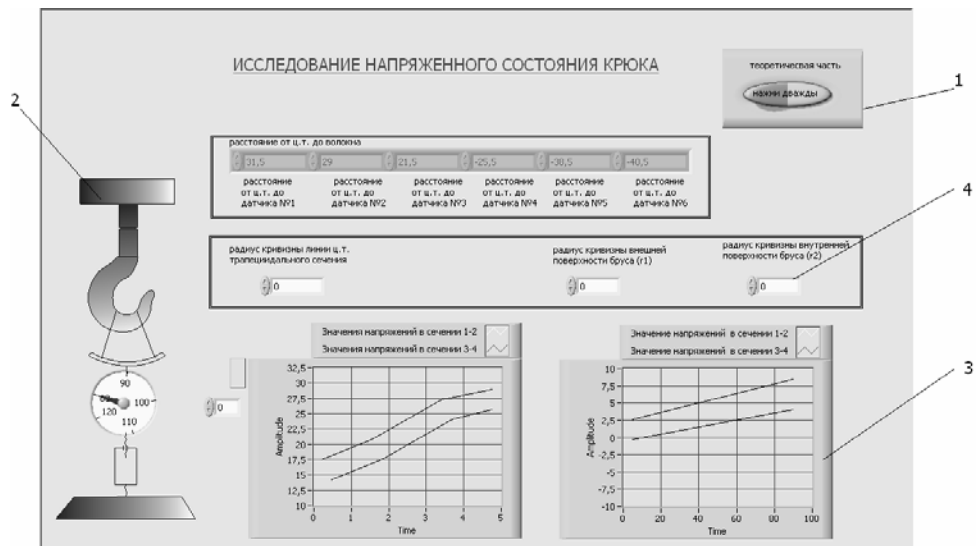 ИССЛЕДОВАНИЕ НАПРЯЖЕННОГО СОСТОЯНИЯ КРЮКА
теоретическая часть
нажми дважды
1
2
расстояние от ц.т. до волокна
31,5 29 21,5 -25,5 -38,5 -40,5
расстояние расстояние расстояние расстояние расстояние расстояние
от ц.т. до от ц.т. до от ц.т. до от ц.т. до от ц.т. до от ц.т. до
датчика №1 датчика №2 датчика №3 датчика №4 датчика №5 датчика №6
4
радиус кривизны линии ц.т.
трапециидального сечения
0
радиус кривизны внешней
поверхности бруса (r1)
0
радиус кривизны внутренней
поверхности бруса (r2)
0
90
100
110
120
0
Значения напряжений в сечении 1-2
Значения напряжений в сечении 3-4
Amplitude
32,5
30
27,5
25
22,5
20
17,5
15
12,5
10
0 1 2 3 4 5
Time
Значение напряжений в сечении 1-2
Значение напряжений в сечении 3-4
Amplitude
10
7,5
5
2,5
0
-2,5
-5
-7,5
-10
0 20 40 60 80 100
Time
3